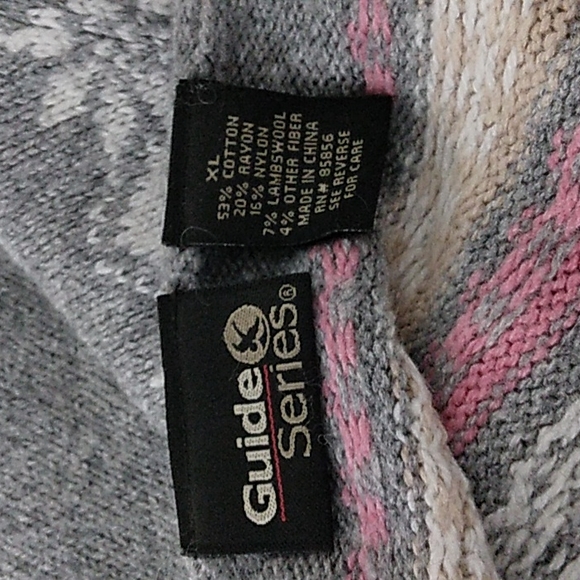 XL
53% COTTON
20% RAYON
16% NYLON
7% LAMBSWOOL
4% OTHER FIBER
MADE IN CHINA
RN# 85856
SEE REVERSE
FOR CARE
Guide
Series®